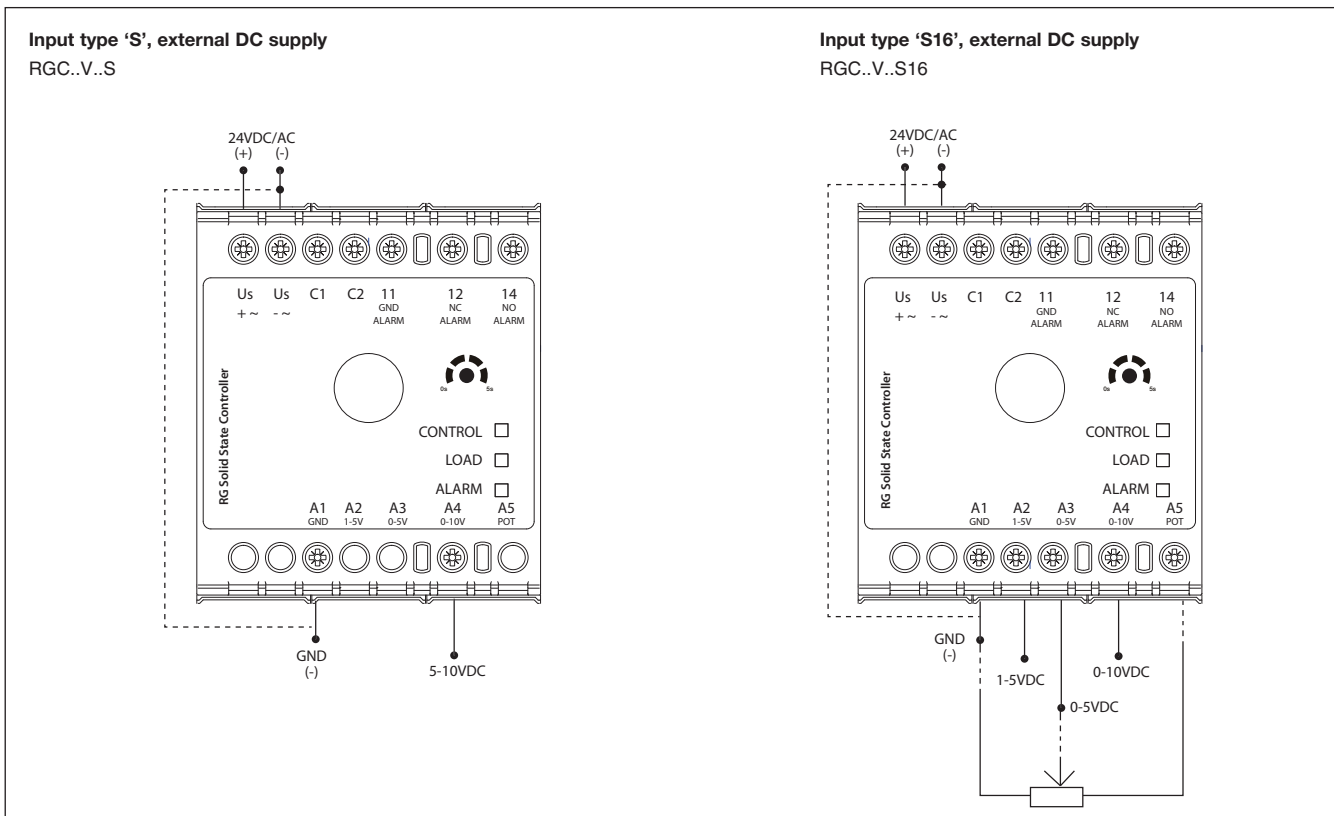 Input type ‘S’, external DC supply
RGC..V..S
24VDC/AC
(+) (-)
Us Us C1 C2 11 12 14
+ ~ - ~ GND NC NO
ALARM ALARM ALARM
RG Solid State Controller
0s 5s
CONTROL
LOAD
ALARM
A1 A2 A3 A4 A5
GND 1-5V 0-5V 0-10V POT
GND
(-)
5-10VDC
Input type ‘S16’, external DC supply
RGC..V..S16
24VDC/AC
(+) (-)
Us Us C1 C2 11 12 14
+ ~ - ~ GND NC NO
ALARM ALARM ALARM
RG Solid State Controller
0s 5s
CONTROL
LOAD
ALARM
A1 A2 A3 A4 A5
GND 1-5V 0-5V 0-10V POT
GND
(-)
1-5VDC
0-10VDC
0-5VDC